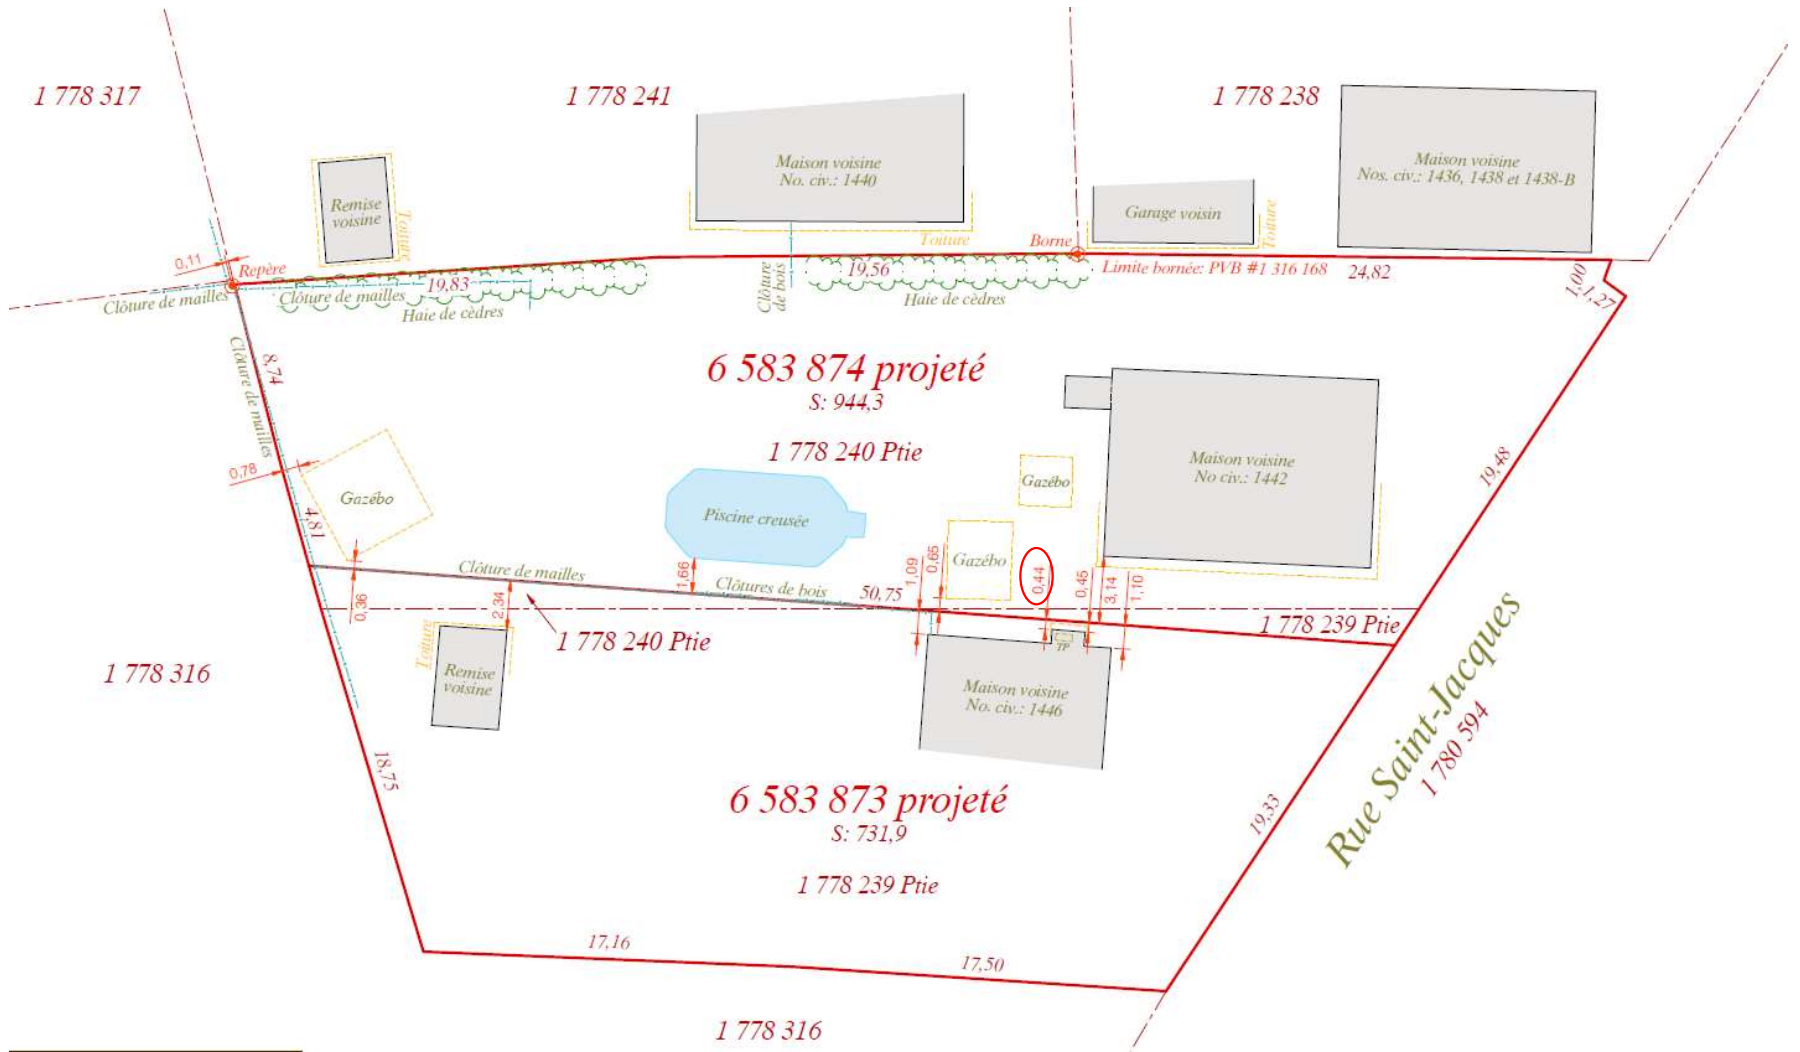 1 778 317
1 778 241
1 778 238
Maison voisine
No. civ.: 1440
Maison voisine
Nos. civ.: 1436, 1438 et 1438-B
Remise
voisine
Toiture
Garage voisin
Toiture
Toiture
Borne
0,11
Repère
Clôture de mailles
Clôture de mailles
19,83
Haie de cèdres
Clôture
de bois
19,56
Haie de cèdres
Limite bornée: PVB #1 316 168
24,82
1,00
1,27
8,74
Clôture de mailles
6 583 874 projeté
S: 944,3
1 778 240 Ptie
Maison voisine
No civ.: 1442
19,48
0,78
Gazébo
4,81
Piscine creusée
Gazébo
Gazébo
Clôture de mailles
1,66
Clôtures de bois
50,75
1,09
0,65
0,44
0,45
3,14
1,10
0,36
2,34
1 778 240 Ptie
1 778 239 Ptie
Toiture
Remise
voisine
TP
Maison voisine
No. civ.: 1446
1 778 316
Rue Saint-Jacques
1 780 594
18,75
6 583 873 projeté
S: 731,9
19,33
1 778 239 Ptie
17,16
17,50
1 778 316